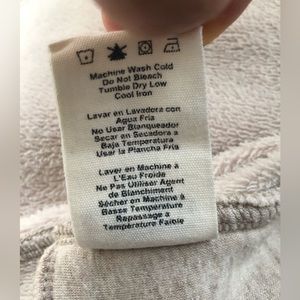 Machine Wash Cold
Do Not Bleach
Tumble Dry Low
Cool Iron
Lavar en Lavadora con
Agua Fria
No Usar Blanqueador
Secar en Secadora a
Baja Temperatura
Usar la Plancha Fria
Laver en Machine à
L'Eau Froide
Ne Pas Utiliser Agent
de Blanchiment
Sécher en Machine à
Basse Température
Repassage à
Température Faible